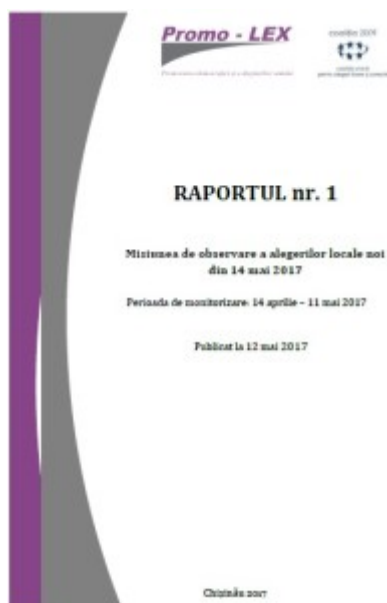 Promo - LEX
RAPORTUL nr. 1
Misiunea de observare a alegerilor locale noi
din 14 mai 2017
Perioada de monitorizare: 14 aprilie – 11 mai 2017
Publicat la 12 mai 2017
Chișinău 2017